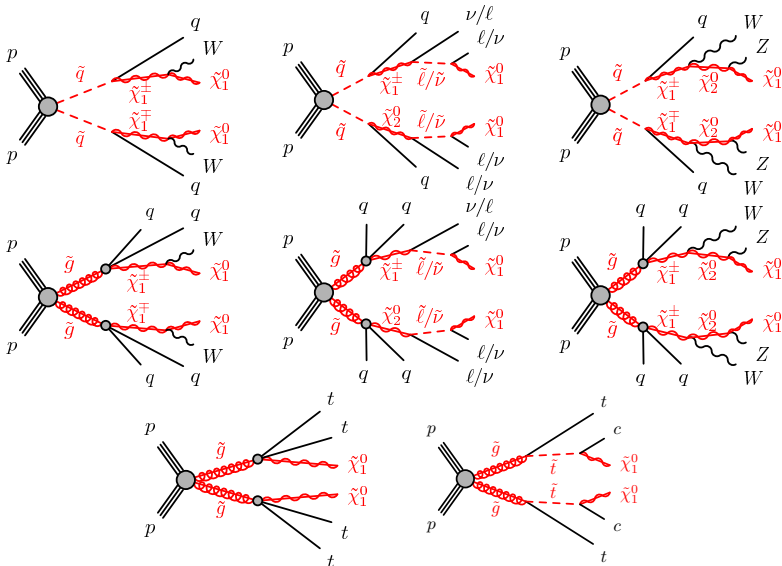 p p q̃ q̃ χ̃₁± χ̃₁∓ q W χ̃₁⁰ χ̃₁⁰ W q
p p q̃ q̃ χ̃₁± χ̃₂⁰ ℓ̃/ν̃ ℓ̃/ν̃ q ν/ℓ ℓ/ν χ̃₁⁰ χ̃₁⁰ ℓ/ν ℓ/ν q
p p q̃ q̃ χ̃₁± χ̃₁∓ χ̃₂⁰ χ̃₂⁰ q W Z χ̃₁⁰ χ̃₁⁰ Z W q
p p g̃ g̃ χ̃₁± χ̃₁∓ q q W χ̃₁⁰ χ̃₁⁰ W q q
p p g̃ g̃ χ̃₁± χ̃₂⁰ ℓ̃/ν̃ ℓ̃/ν̃ q q ν/ℓ ℓ/ν χ̃₁⁰ χ̃₁⁰ ℓ/ν ℓ/ν q q
p p g̃ g̃ χ̃₁± χ̃₁± χ̃₂⁰ χ̃₂⁰ q q W Z χ̃₁⁰ χ̃₁⁰ Z W q q
p p g̃ g̃ t t χ̃₁⁰ χ̃₁⁰ t t
p p g̃ g̃ t̃ t̃ t c χ̃₁⁰ χ̃₁⁰ c t